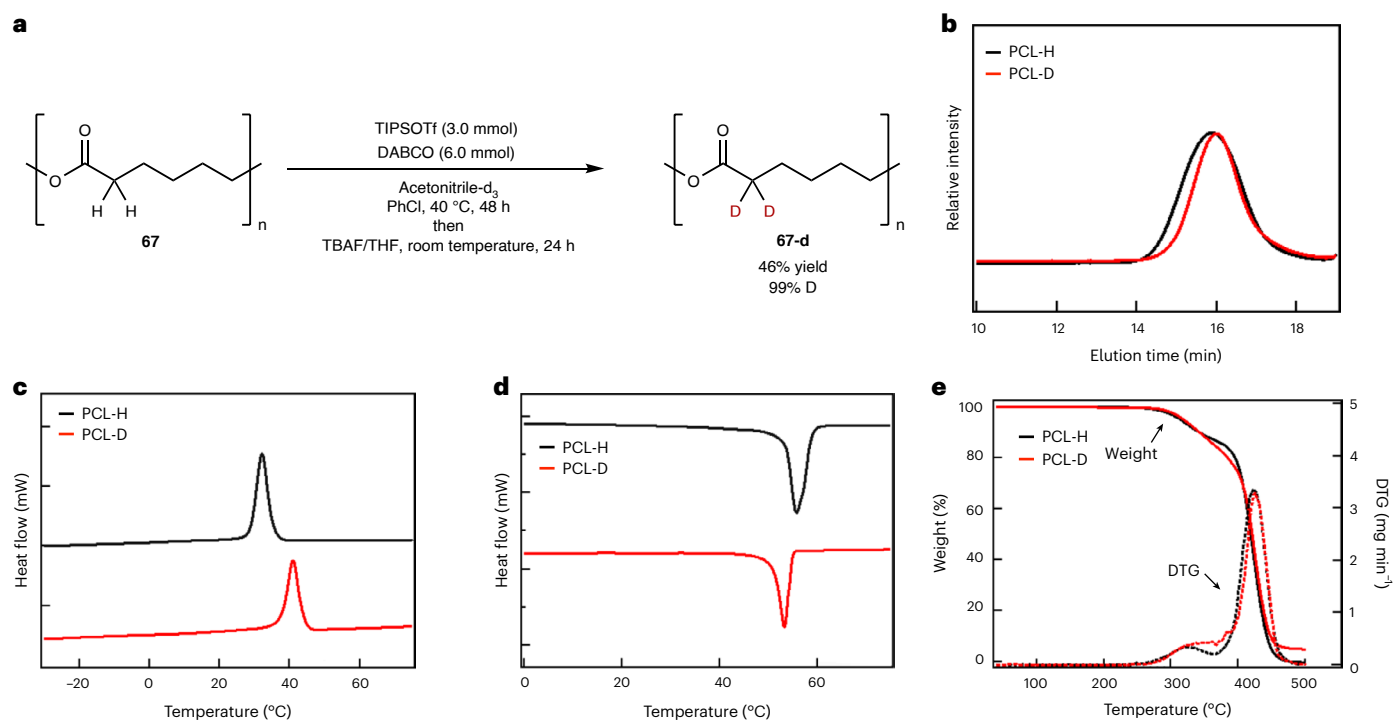 a
O
O
H H
n
67
TIPSOTf (3.0 mmol)
DABCO (6.0 mmol)
Acetonitrile-d3
PhCl, 40 °C, 48 h
then
TBAF/THF, room temperature, 24 h
O
O
D D
n
67-d
46% yield
99% D
b
PCL-H
PCL-D
Relative intensity
10 12 14 16 18
Elution time (min)
c
PCL-H
PCL-D
Heat flow (mW)
–20 0 20 40 60
Temperature (°C)
d
PCL-H
PCL-D
Heat flow (mW)
0 20 40 60
Temperature (°C)
e
PCL-H
PCL-D
Weight
DTG
Weight (%)
100
80
60
40
20
0
DTG (mg min–1)
5
4
3
2
1
0
100 200 300 400 500
Temperature (°C)